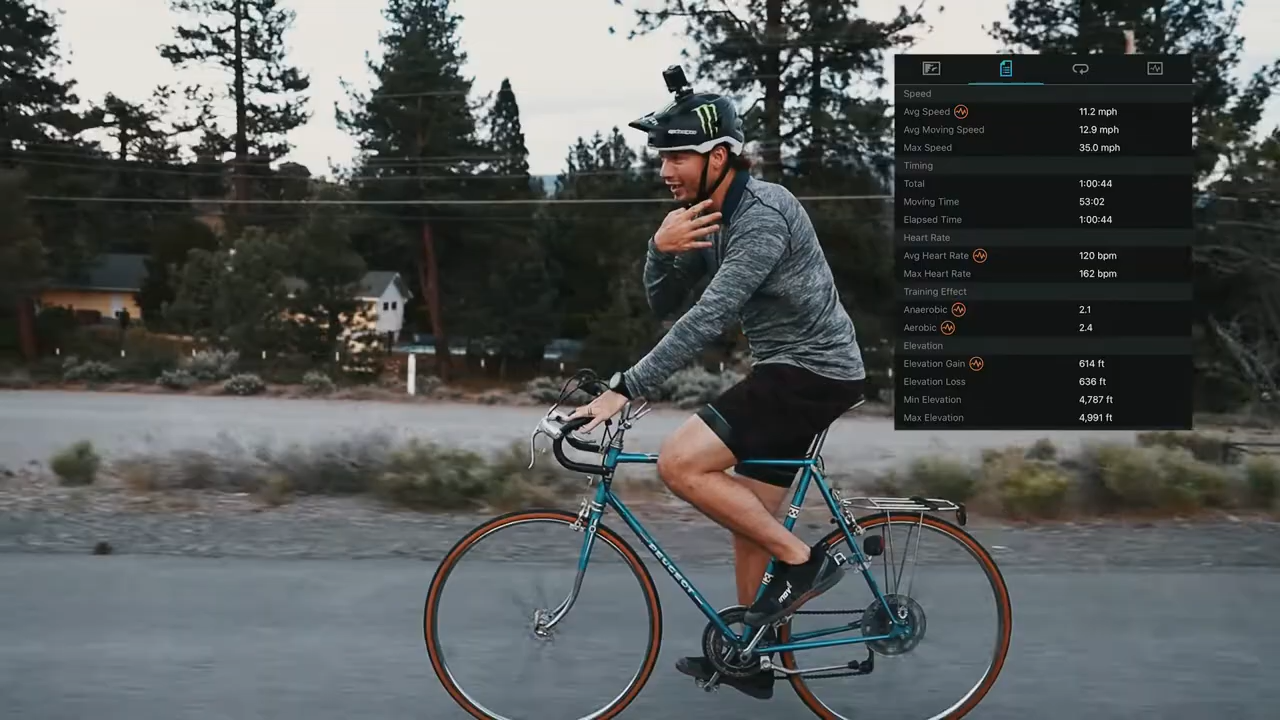 Speed
Avg Speed 11.2 mph
Avg Moving Speed 12.9 mph
Max Speed 35.0 mph
Timing
Total 1:00:44
Moving Time 53:02
Elapsed Time 1:00:44
Heart Rate
Avg Heart Rate 120 bpm
Max Heart Rate 162 bpm
Training Effect
Anaerobic 2.1
Aerobic 2.4
Elevation
Elevation Gain 614 ft
Elevation Loss 636 ft
Min Elevation 4,787 ft
Max Elevation 4,991 ft
PEUGEOT